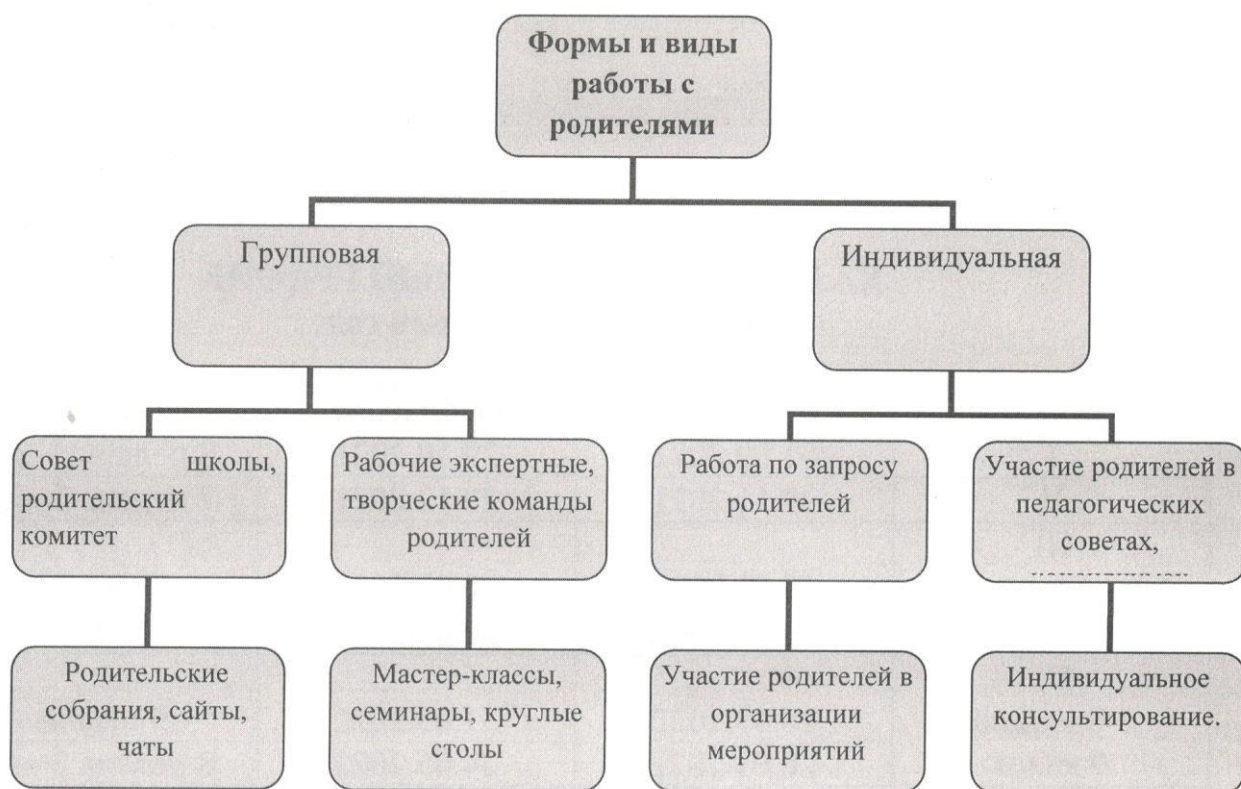 Формы и виды
работы с
родителями
Групповая
Индивидуальная
Совет школы,
родительский
комитет
Рабочие экспертные,
творческие команды
родителей
Работа по запросу
родителей
Участие родителей в
педагогических
советах,
Родительские
собрания, сайты,
чаты
Мастер-классы,
семинары, круглые
столы
Участие родителей в
организации
мероприятий
Индивидуальное
консультирование.